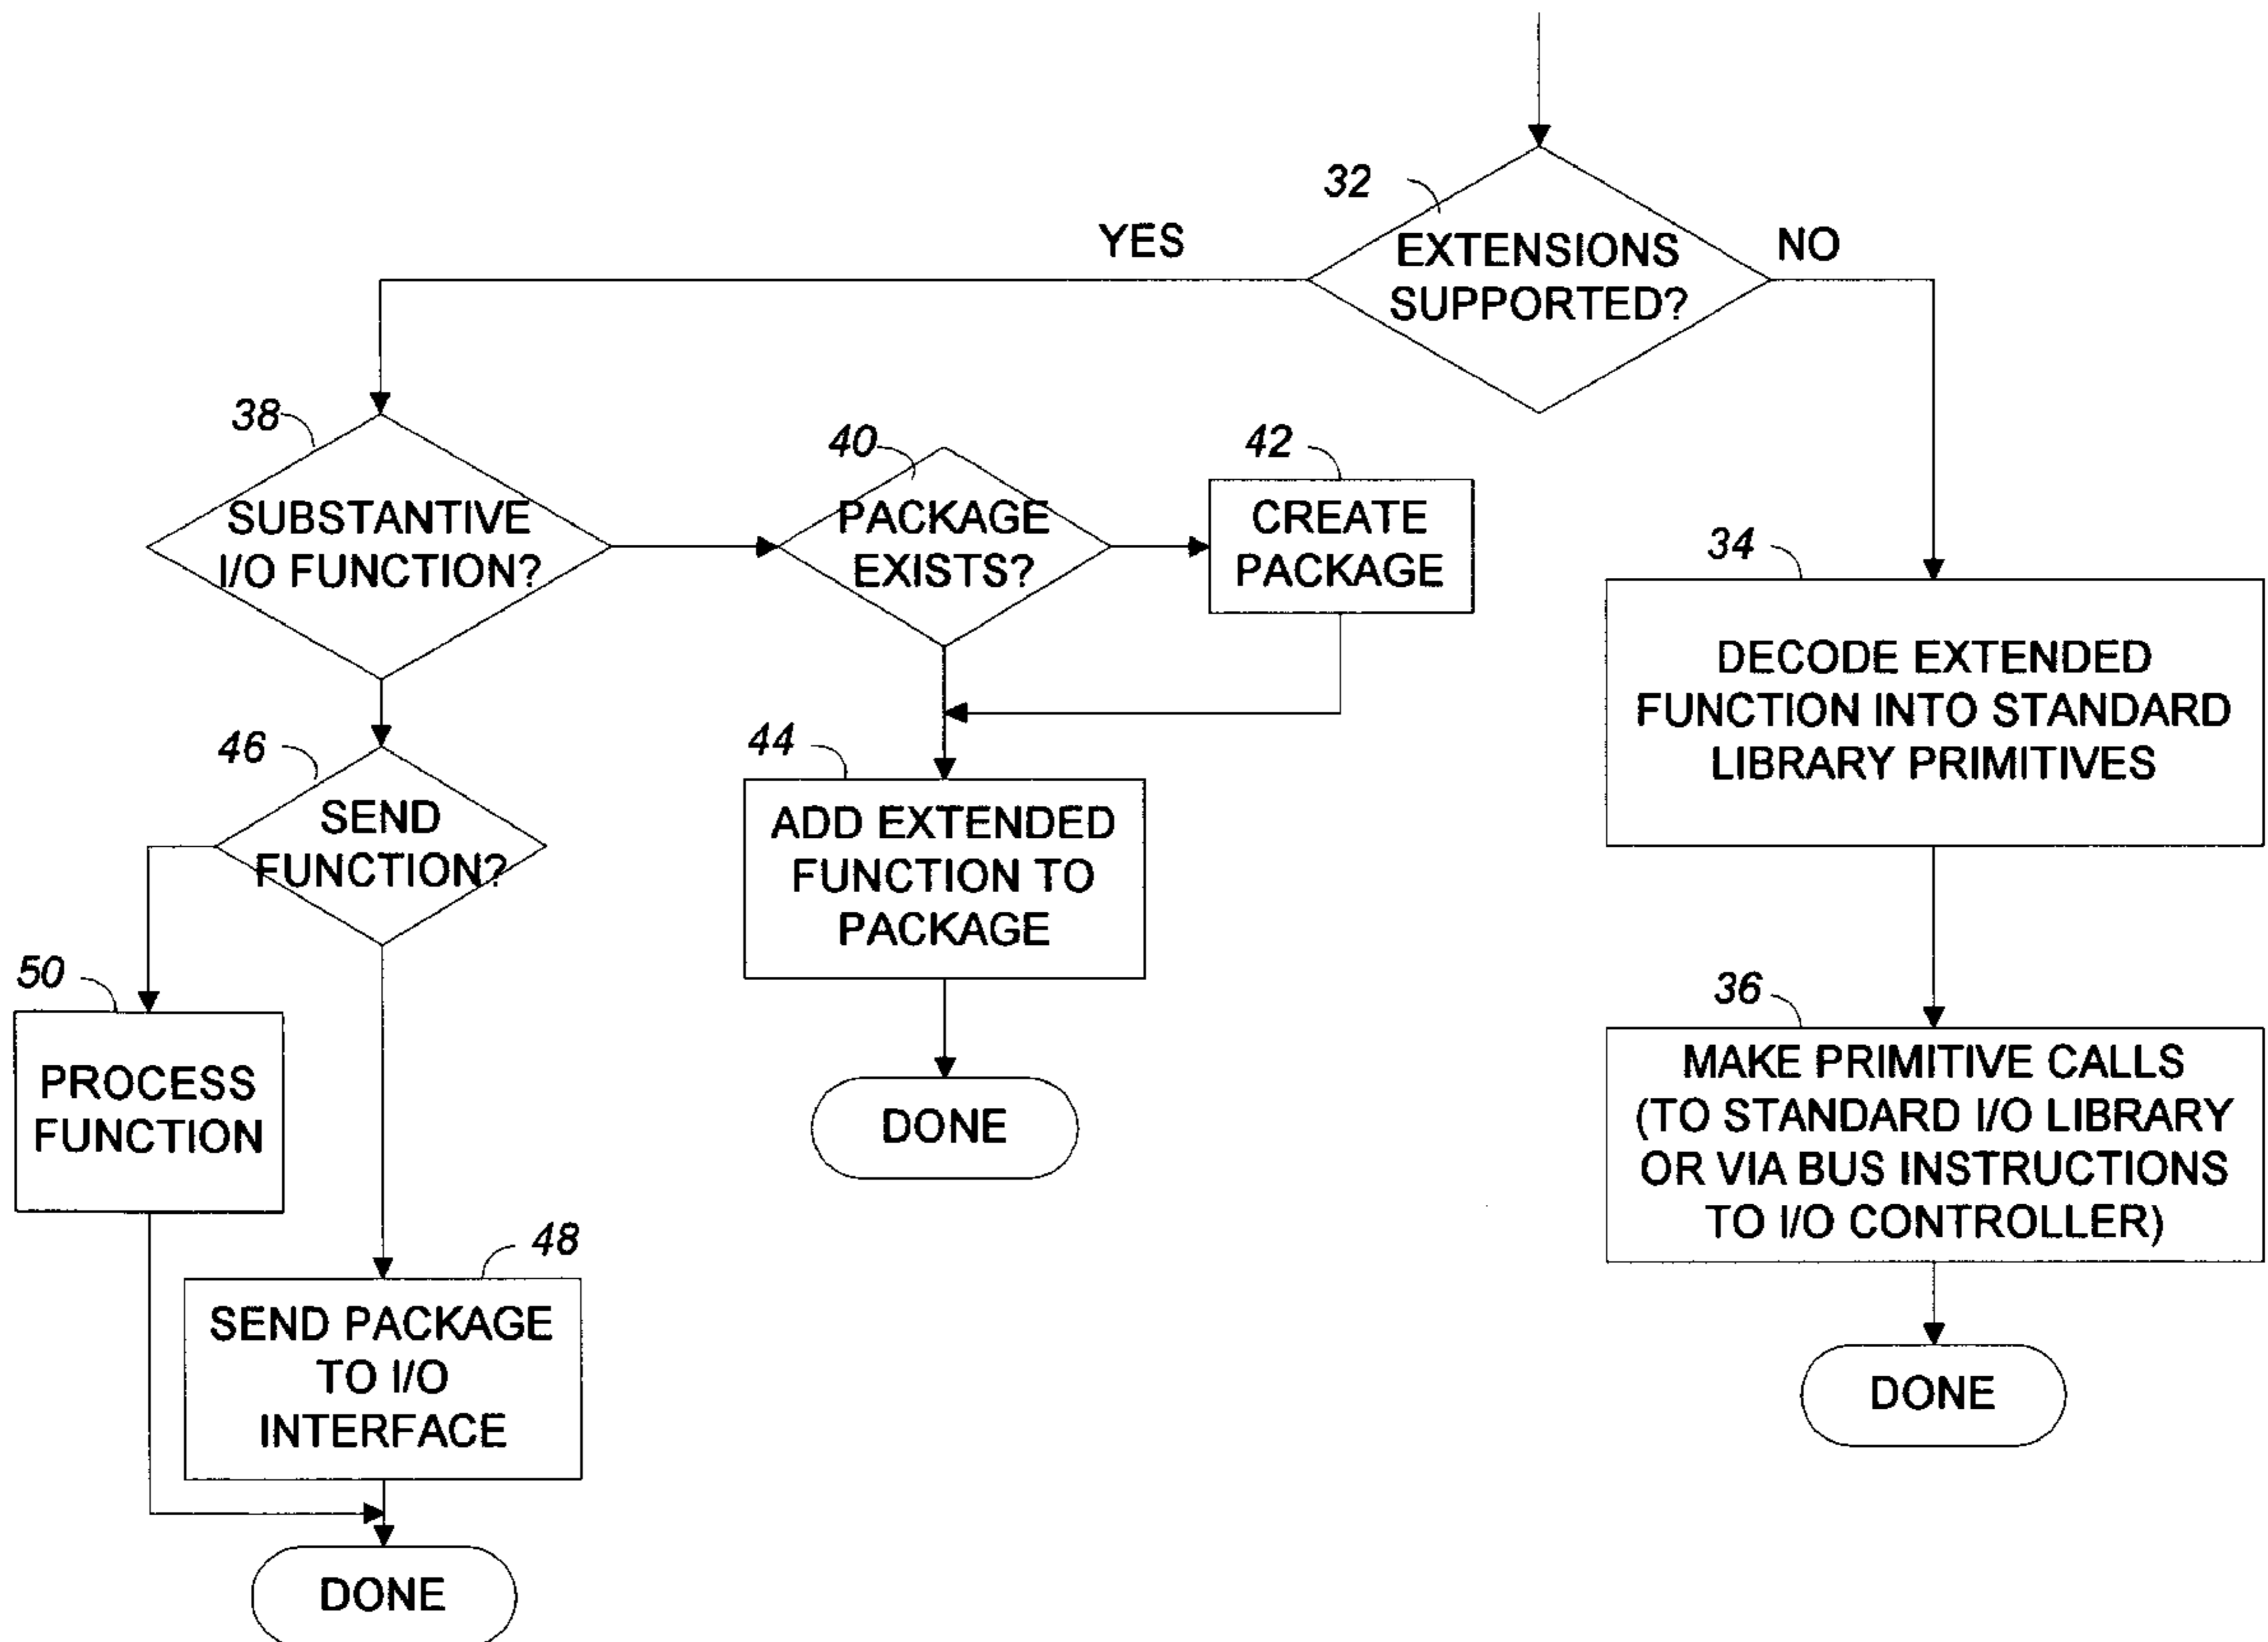 32
YES
EXTENSIONS
SUPPORTED?
NO
38
SUBSTANTIVE
I/O FUNCTION?
40
PACKAGE
EXISTS?
42
CREATE
PACKAGE
34
DECODE EXTENDED
FUNCTION INTO STANDARD
LIBRARY PRIMITIVES
46
SEND
FUNCTION?
44
ADD EXTENDED
FUNCTION TO
PACKAGE
50
PROCESS
FUNCTION
36
MAKE PRIMITIVE CALLS
(TO STANDARD I/O LIBRARY
OR VIA BUS INSTRUCTIONS
TO I/O CONTROLLER)
DONE
48
SEND PACKAGE
TO I/O
INTERFACE
DONE
DONE